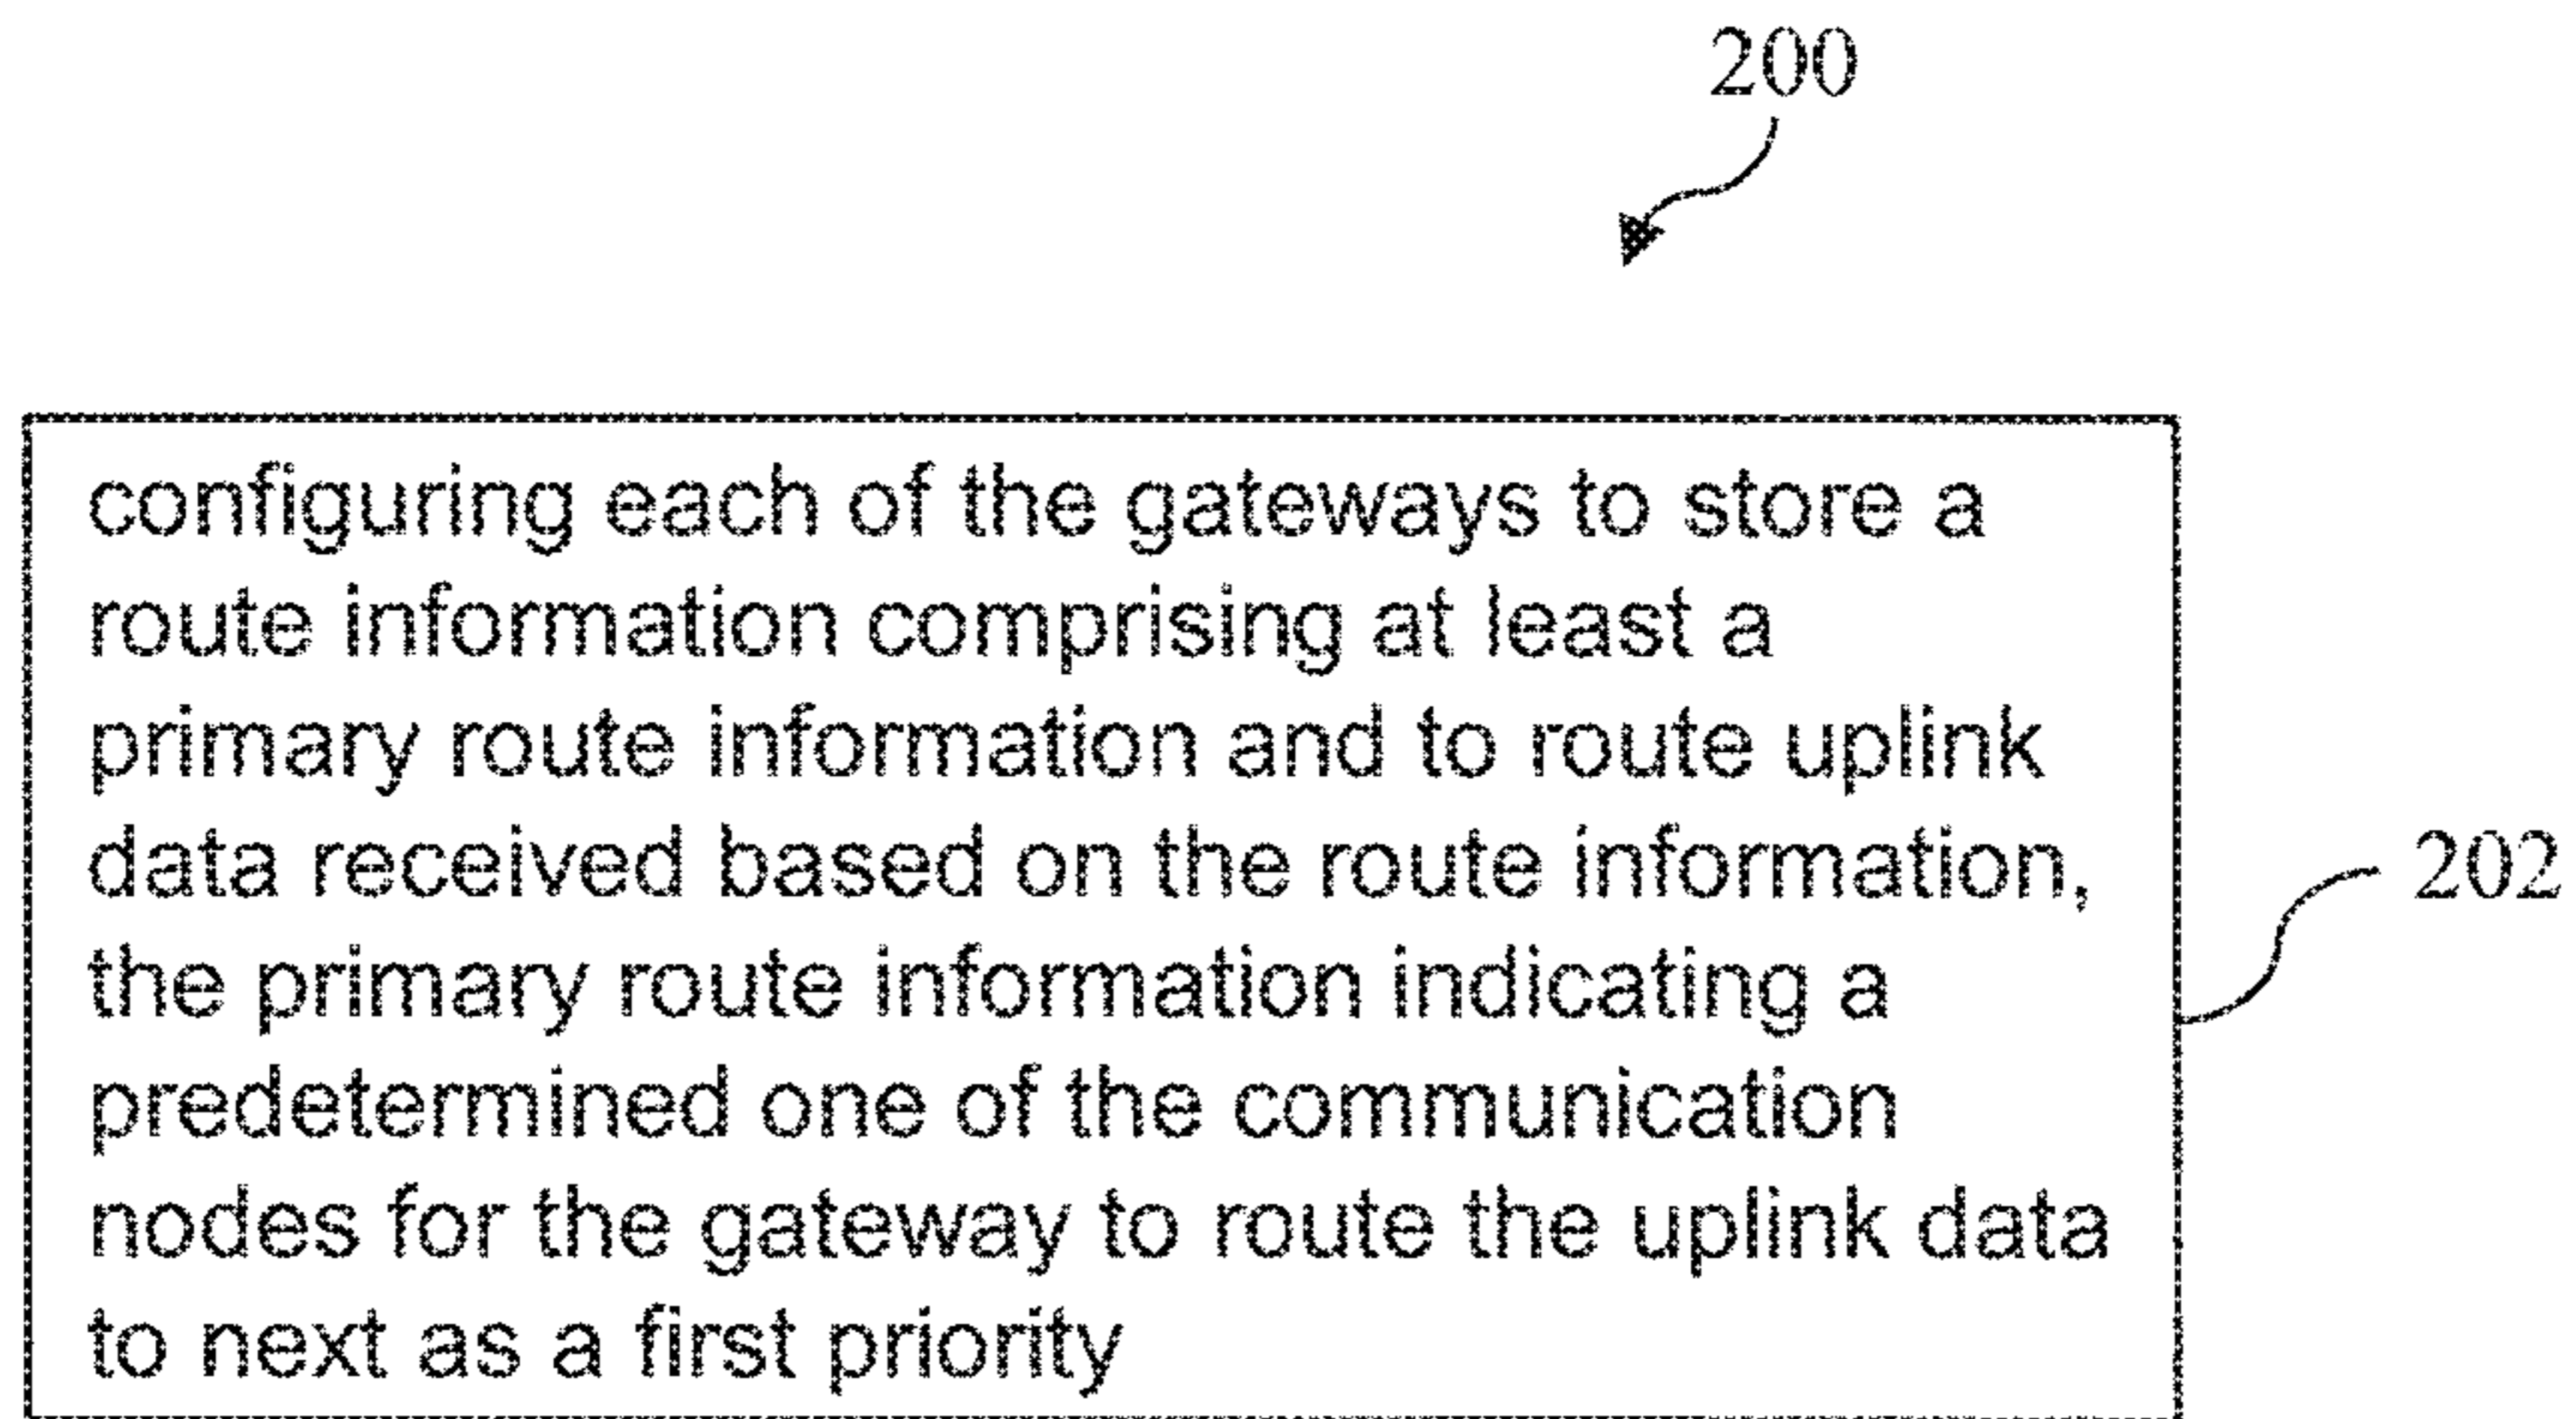 200
configuring each of the gateways to store a
route information comprising at least a
primary route information and to route uplink
data received based on the route information,
202
the primary route information indicating a
predetermined one of the communication
nodes for the gateway to route the uplink data
to next as a first priority